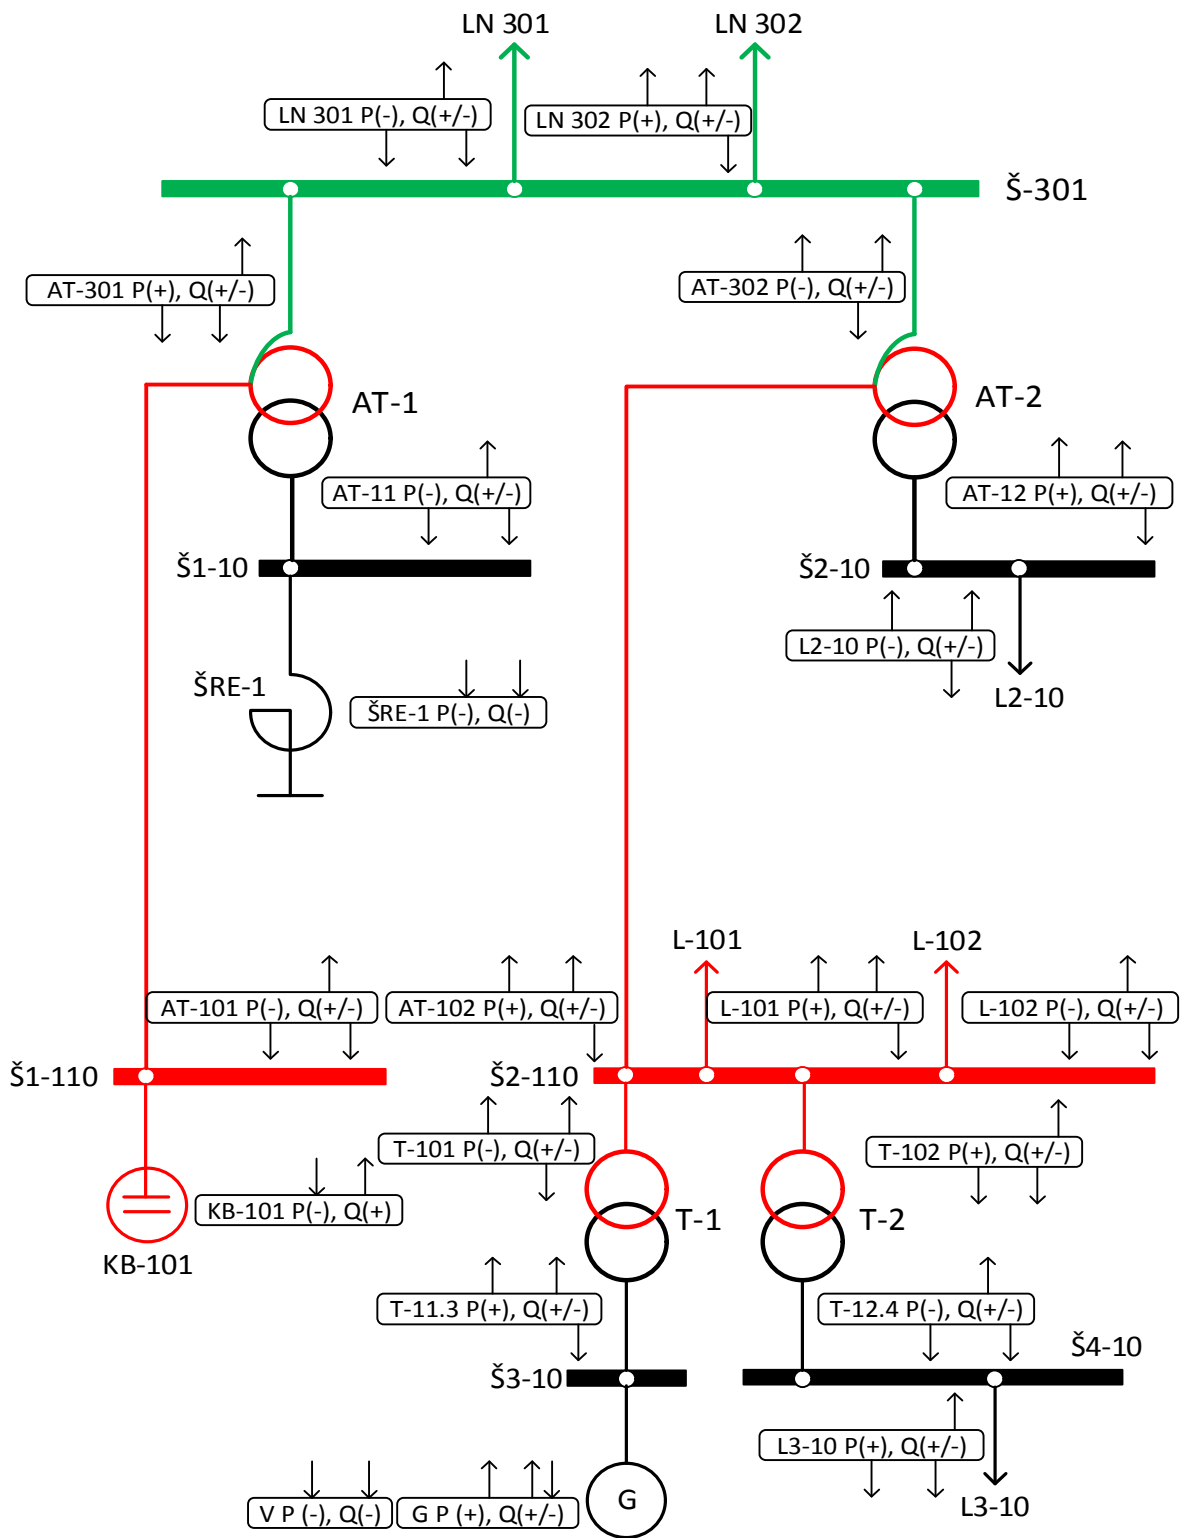 LN 301
LN 302
LN 301 P(-), Q(+/-)
LN 302 P(+), Q(+/-)
Š-301
AT-301 P(+), Q(+/-)
AT-302 P(-), Q(+/-)
AT-1
AT-2
AT-11 P(-), Q(+/-)
AT-12 P(+), Q(+/-)
Š1-10
Š2-10
L2-10 P(-), Q(+/-)
ŠRE-1
ŠRE-1 P(-), Q(-)
L2-10
L-101
L-102
AT-101 P(-), Q(+/-)
AT-102 P(+), Q(+/-)
L-101 P(+), Q(+/-)
L-102 P(-), Q(+/-)
Š1-110
Š2-110
T-101 P(-), Q(+/-)
T-102 P(+), Q(+/-)
KB-101 P(-), Q(+)
T-1
T-2
KB-101
T-11.3 P(+), Q(+/-)
T-12.4 P(-), Q(+/-)
Š3-10
Š4-10
L3-10 P(+), Q(+/-)
V P (-), Q(-)
G P (+), Q(+/-)
G
L3-10